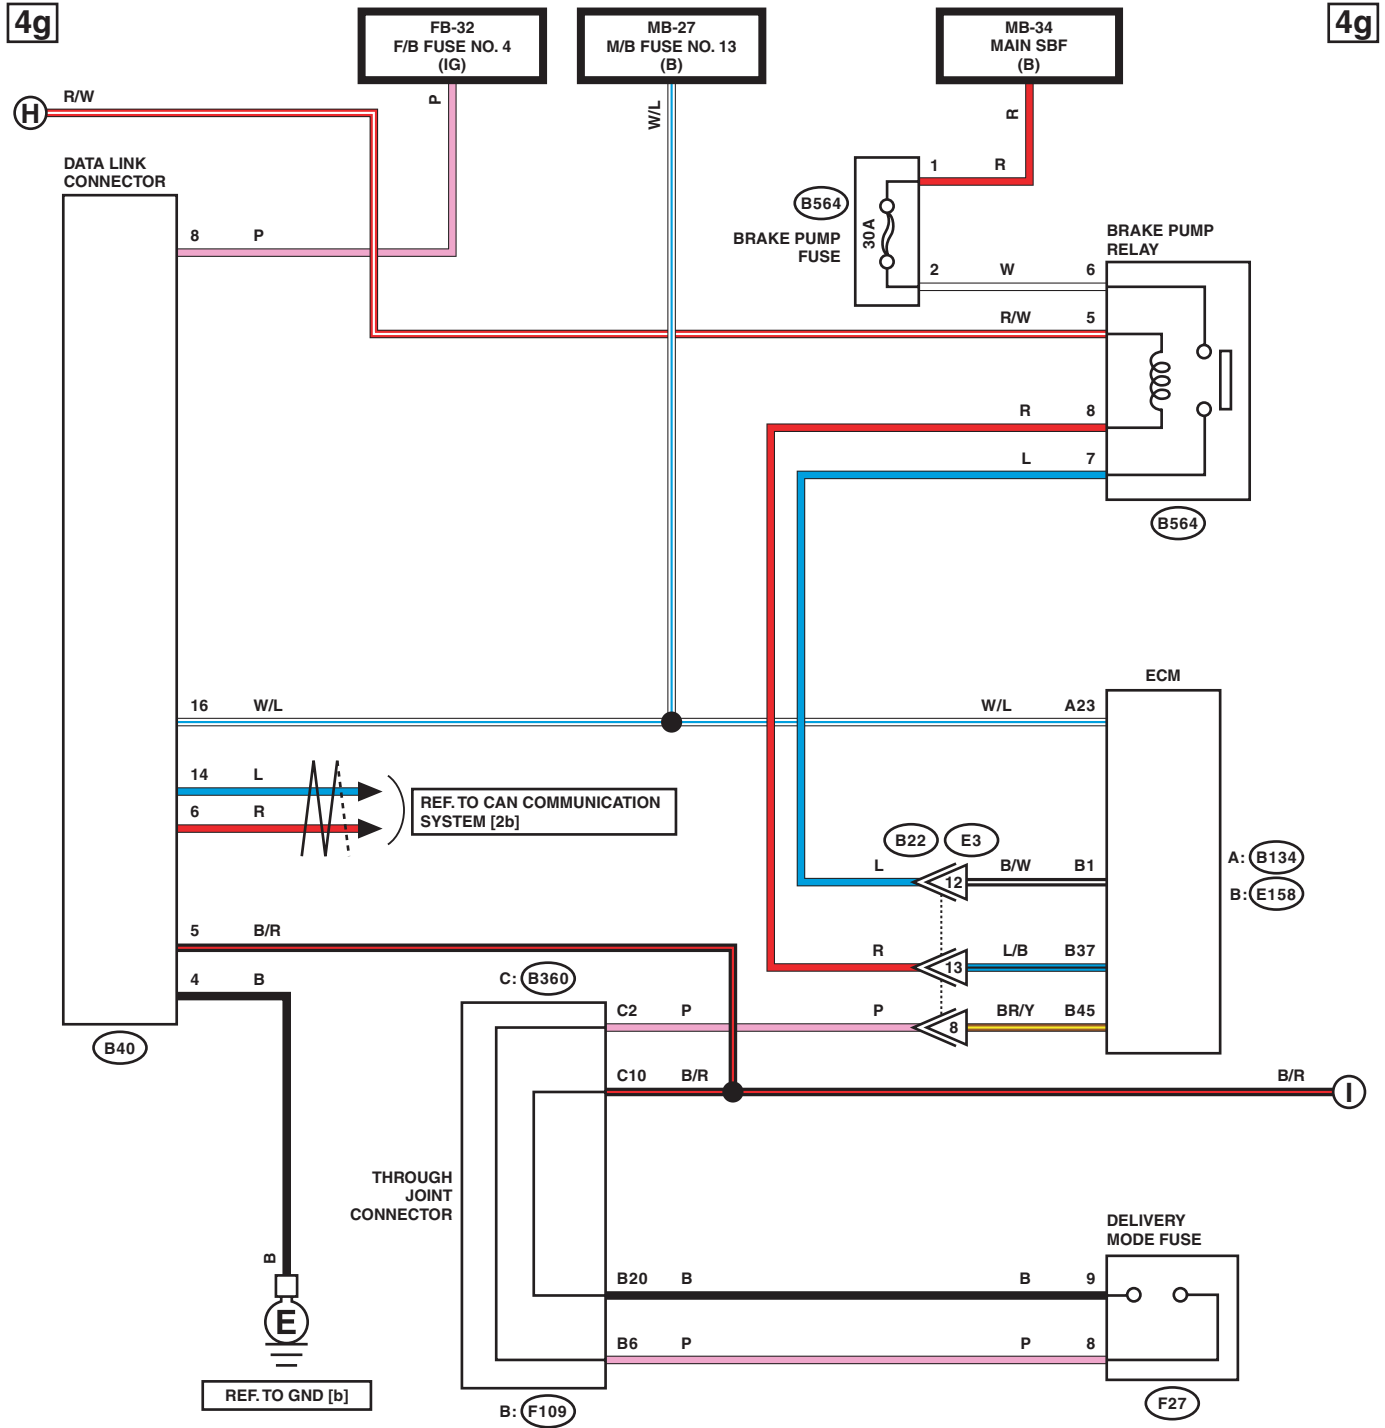 4g
4g
FB-32
F/B FUSE NO. 4
(IG)
MB-27
M/B FUSE NO. 13
(B)
MB-34
MAIN SBF
(B)
H
R/W
P
W/L
R
DATA LINK
CONNECTOR
1
R
B564
30A
BRAKE PUMP
FUSE
8
P
BRAKE PUMP
RELAY
2
W
6
R/W
5
R
8
L
7
B564
ECM
16
W/L
W/L
A23
14
L
6
R
REF. TO CAN COMMUNICATION
SYSTEM [2b]
B22
E3
L
12
B/W
B1
A: B134
B: E158
5
B/R
R
13
L/B
B37
4
B
C: B360
C2
P
P
8
BR/Y
B45
B40
C10
B/R
B/R
I
THROUGH
JOINT
CONNECTOR
DELIVERY
MODE FUSE
B
B20
B
B
9
E
B6
P
P
8
REF. TO GND [b]
B: F109
F27